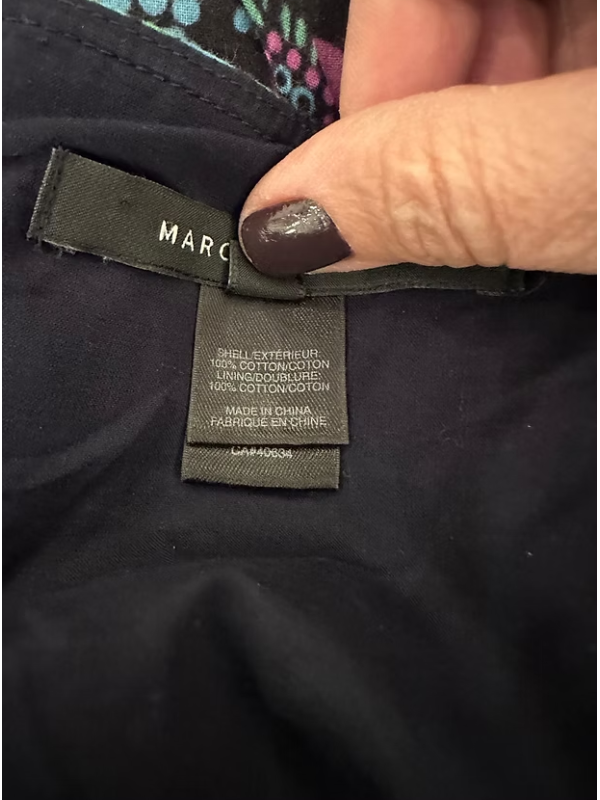 MARC
SHELL/EXTÉRIEUR:
100% COTTON/COTON
LINING/DOUBLURE:
100% COTTON/COTON
MADE IN CHINA
FABRIQUÉ EN CHINE
CA#40634